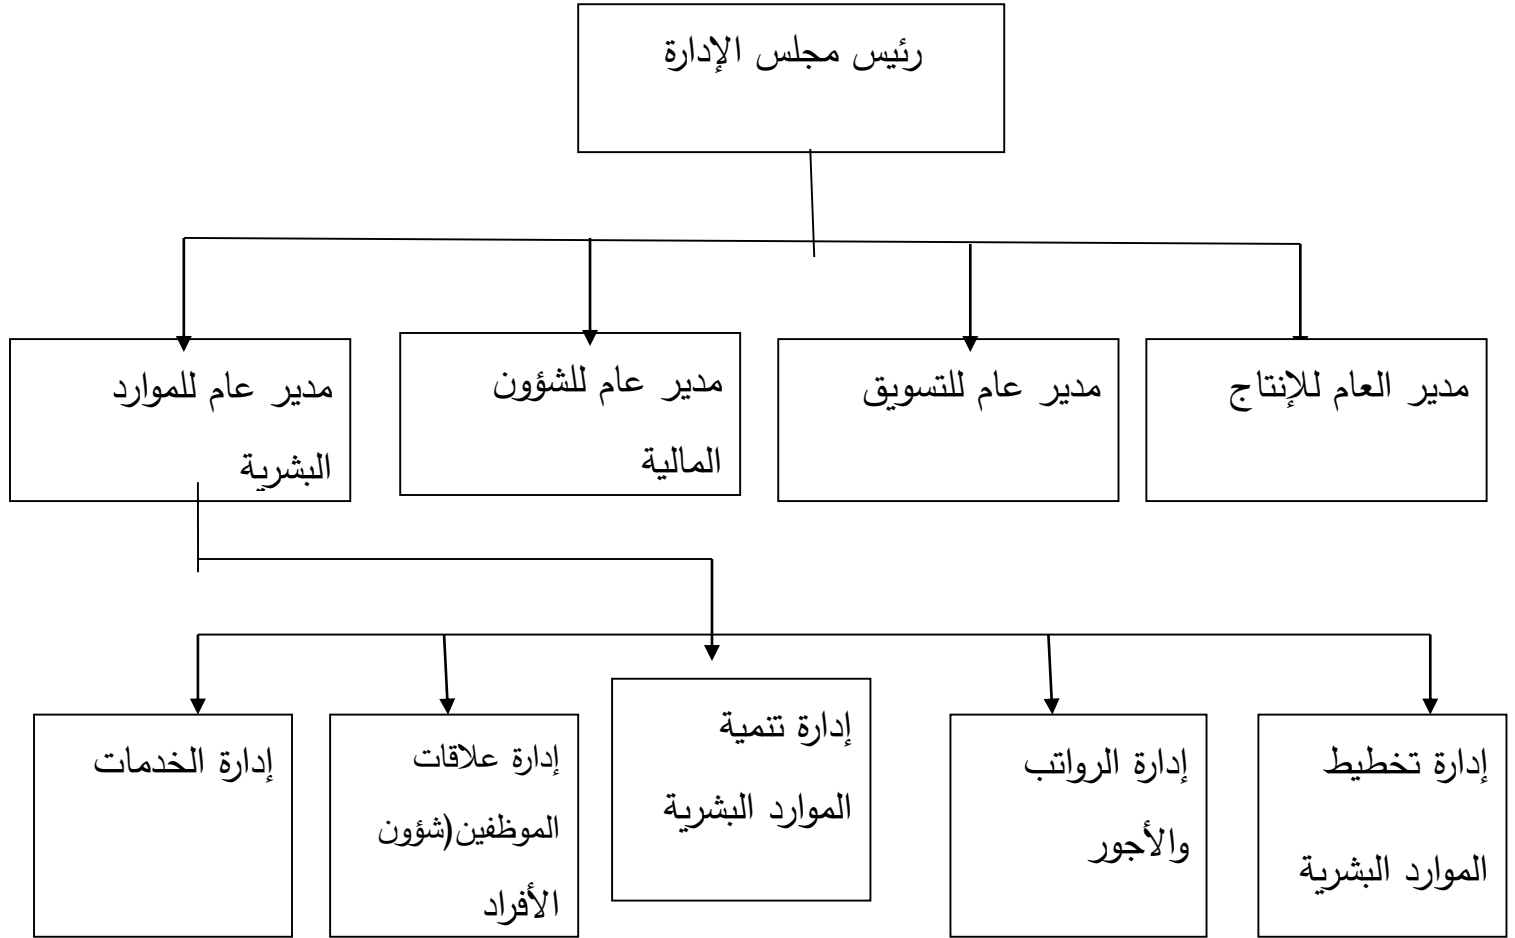 رئيس مجلس الإدارة
مدير العام للإنتاج
مدير عام للتسويق
مدير عام للشؤون
المالية
مدير عام للموارد
البشرية
إدارة تخطيط
الموارد البشرية
إدارة الرواتب
والأجور
إدارة تنمية
الموارد البشرية
إدارة علاقات
الموظفين(شؤون
الأفراد
إدارة الخدمات